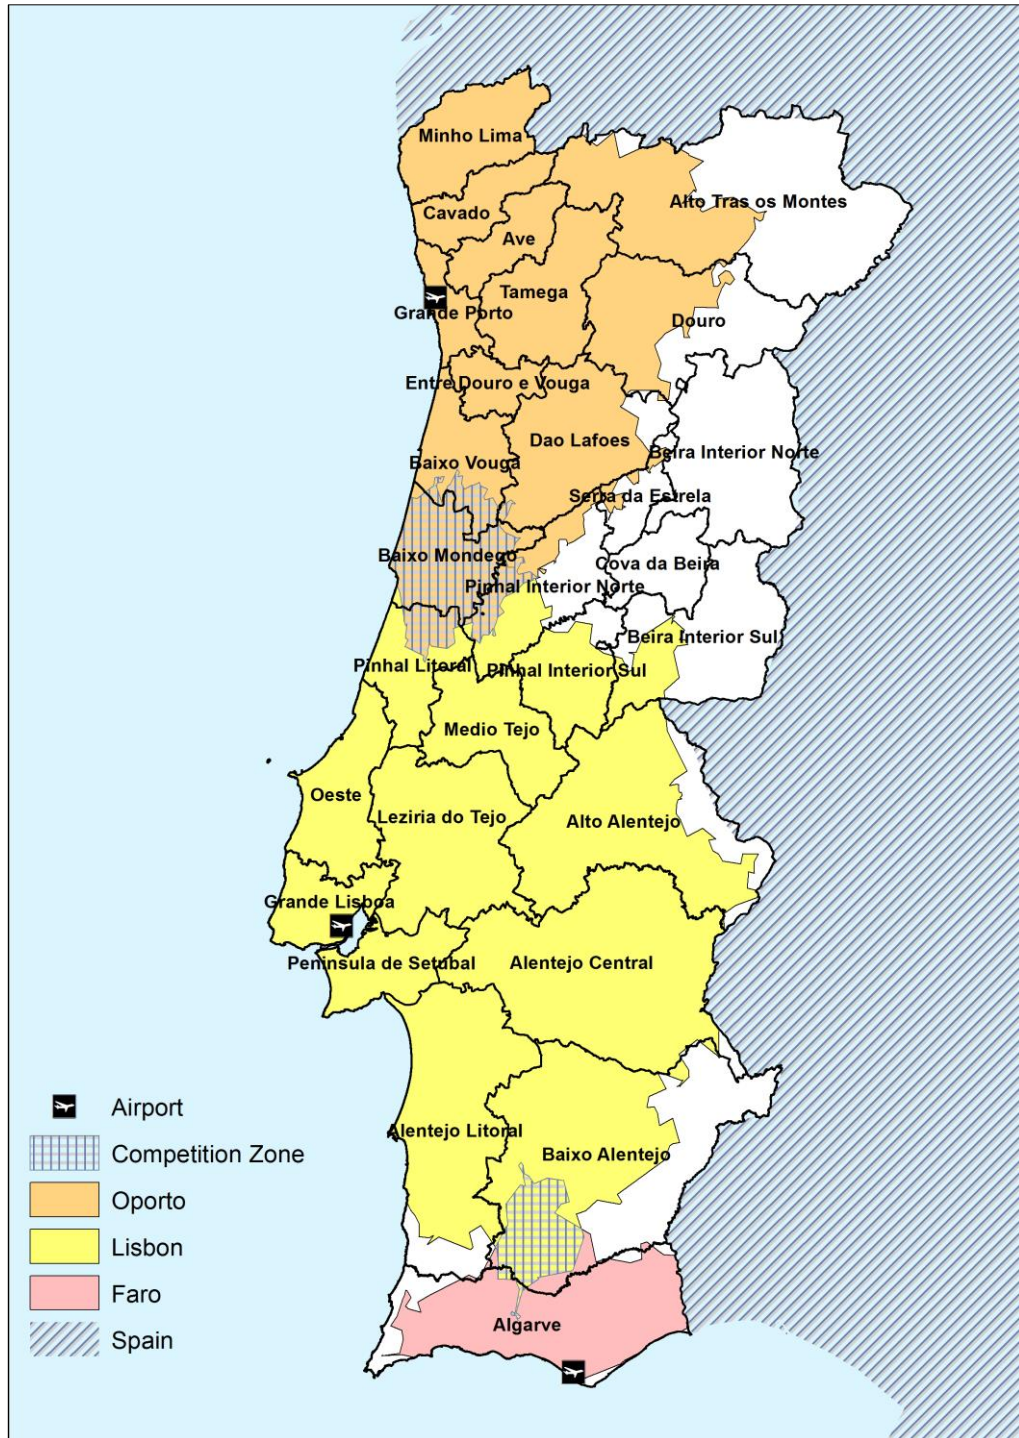 Minho Lima
Alto Tras os Montes
Cavado
Ave
Tamega
Grande Porto
Douro
Entre Douro e Vouga
Dao Lafoes
Beira Interior Norte
Baixo Vouga
Serra da Estrela
Baixo Mondego
Cova da Beira
Pinhal Interior Norte
Beira Interior Sul
Pinhal Litoral
Pinhal Interior Sul
Medio Tejo
Oeste
Leziria do Tejo
Alto Alentejo
Grande Lisboa
Peninsula de Setubal
Alentejo Central
Alentejo Litoral
Baixo Alentejo
Algarve
Airport
Competition Zone
Oporto
Lisbon
Faro
Spain